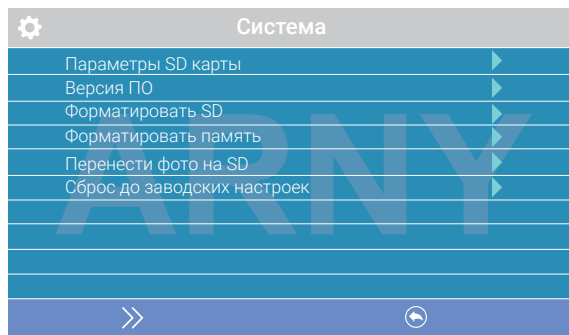 Система
Параметры SD карты
Версия ПО
Форматировать SD
Форматировать память
Перенести фото на SD
Сброс до заводских настроек
ARNY